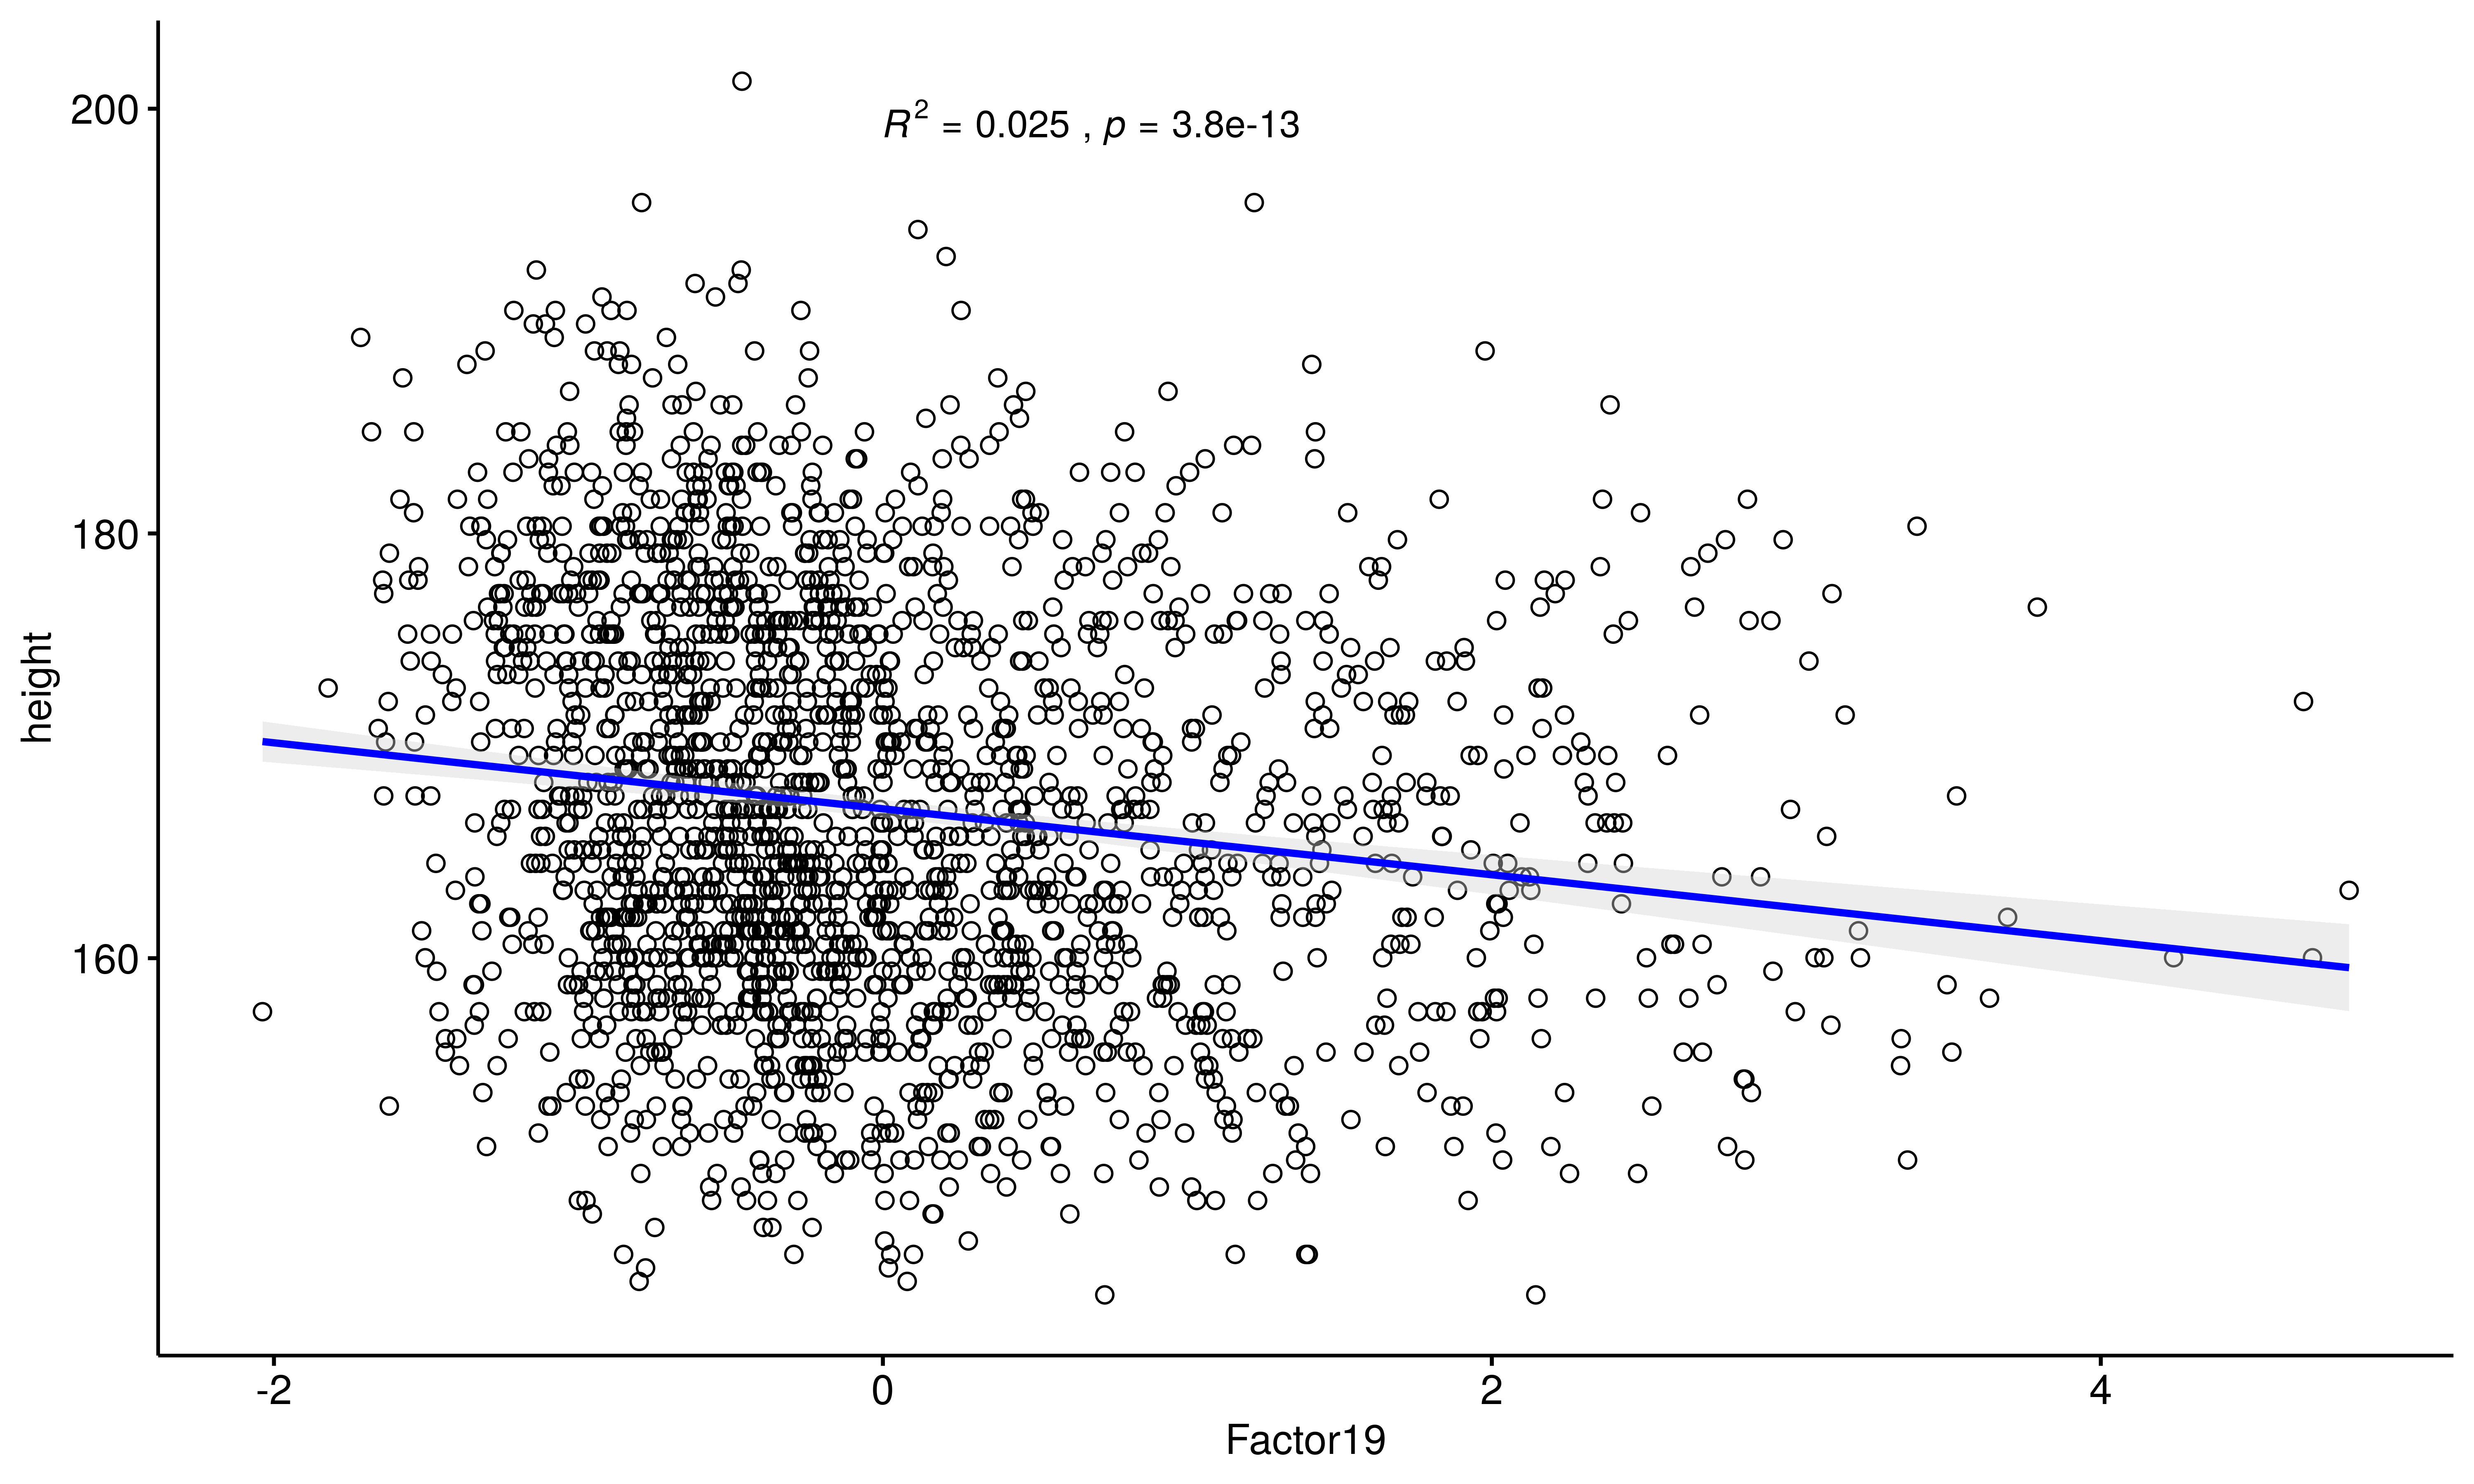 200
R² = 0.025 , p = 3.8e-13
180
height
160
-2 0 2 4
Factor19